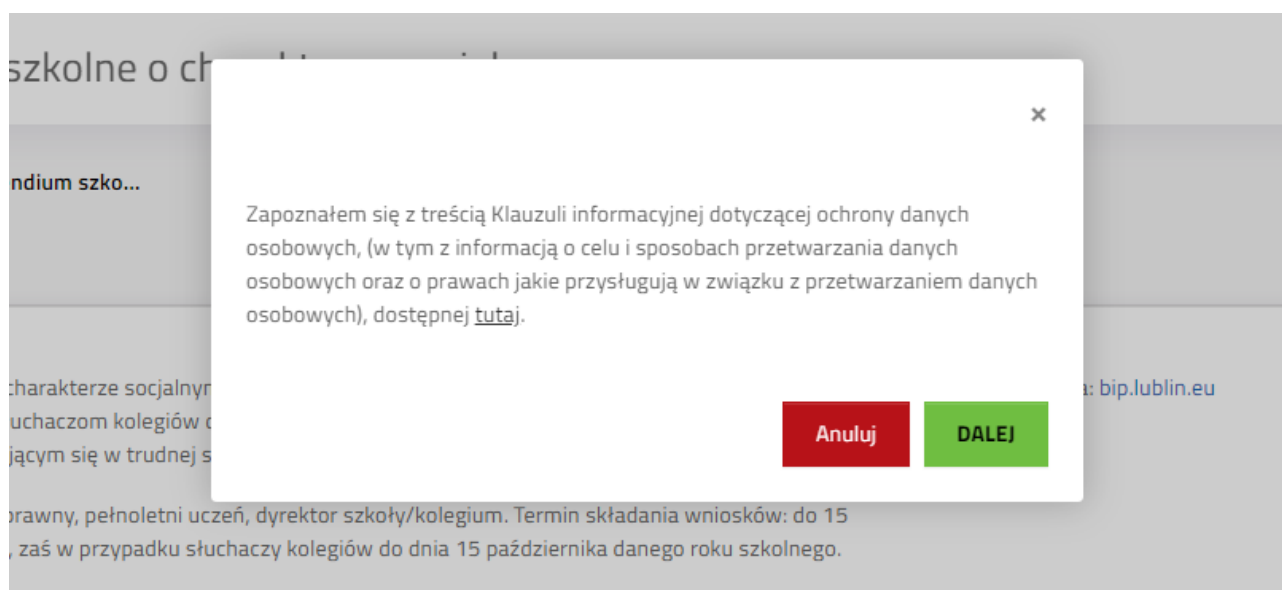 szkolne o ch
×
ndium szko...
Zapoznałem się z treścią Klauzuli informacyjnej dotyczącej ochrony danych
osobowych, (w tym z informacją o celu i sposobach przetwarzania danych
osobowych oraz o prawach jakie przysługują w związku z przetwarzaniem danych
osobowych), dostępnej tutaj.
charakterze socjalnym
a: bip.lublin.eu
uchaczom kolegiów
Anuluj
DALEJ
jącym się w trudnej s
prawny, pełnoletni uczeń, dyrektor szkoły/kolegium. Termin składania wniosków: do 15
, zaś w przypadku słuchaczy kolegiów do dnia 15 października danego roku szkolnego.